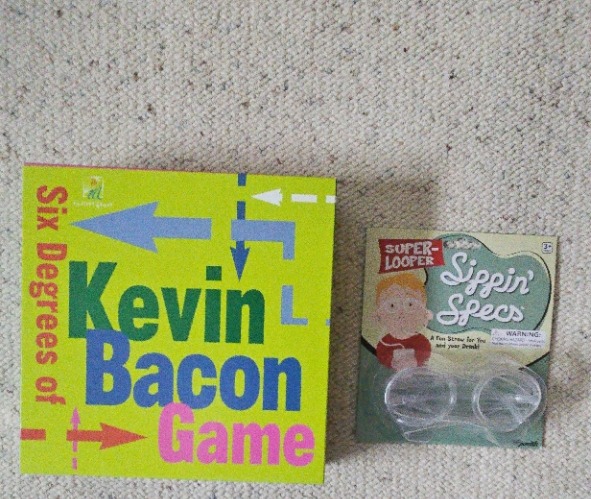 Six Degrees of
Kevin
Bacon
Game
SUPER-
LOOPER
Sippin'
Specs
A Fun Straw for You
and your Drink!
WARNING:
3+